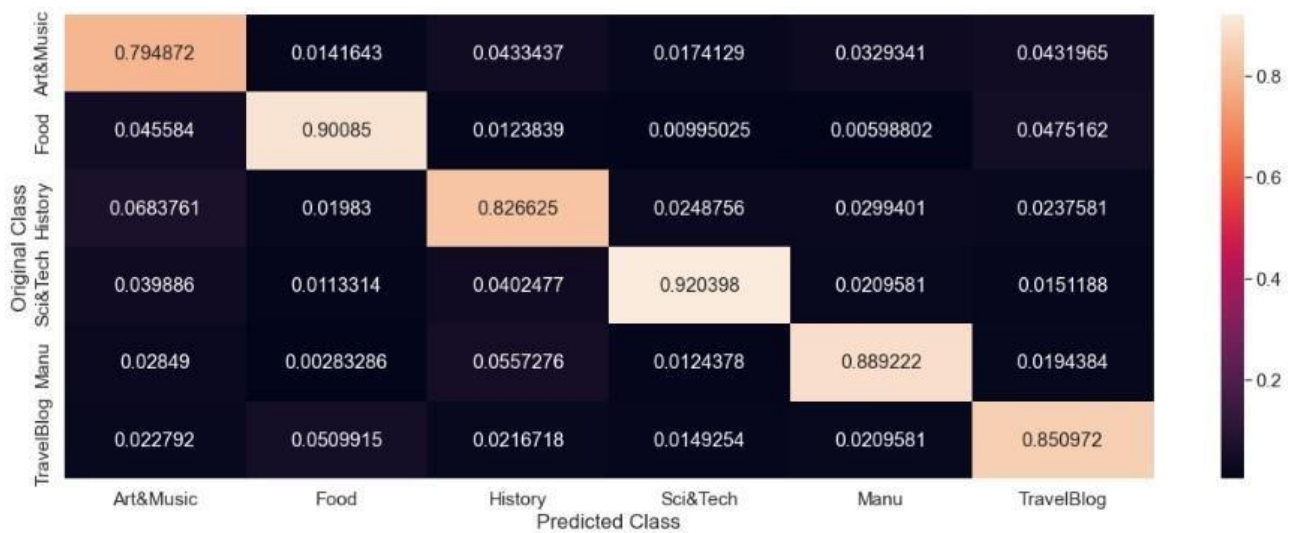 Art&Music 0.794872 0.0141643 0.0433437 0.0174129 0.0329341 0.0431965
Food 0.045584 0.90085 0.0123839 0.00995025 0.00598802 0.0475162
History 0.0683761 0.01983 0.826625 0.0248756 0.0299401 0.0237581
Sci&Tech 0.039886 0.0113314 0.0402477 0.920398 0.0209581 0.0151188
Manu 0.02849 0.00283286 0.0557276 0.0124378 0.889222 0.0194384
TravelBlog 0.022792 0.0509915 0.0216718 0.0149254 0.0209581 0.850972
Original Class
Art&Music Food History Sci&Tech Manu TravelBlog
Predicted Class
0.8
0.6
0.4
0.2